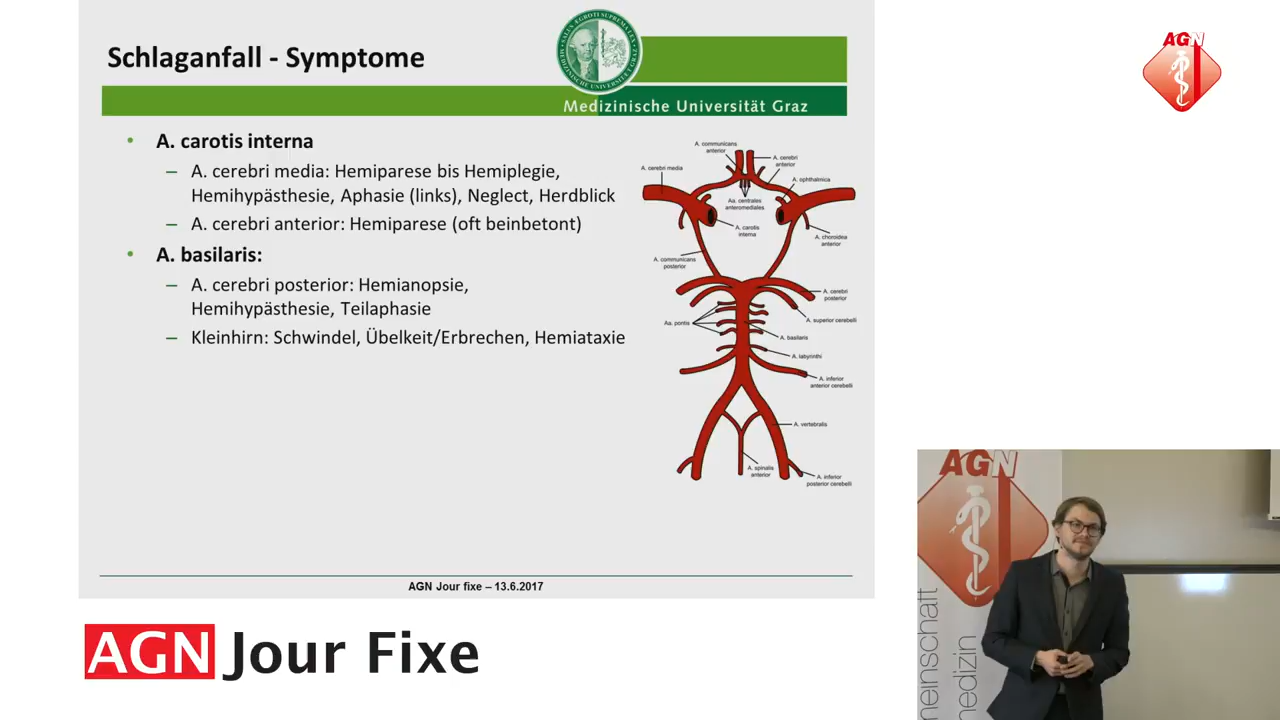 Schlaganfall - Symptome
Medizinische Universität Graz
AGN
• A. carotis interna
– A. cerebri media: Hemiparese bis Hemiplegie,
Hemihypästhesie, Aphasie (links), Neglect, Herdblick
– A. cerebri anterior: Hemiparese (oft beinbetont)
• A. basilaris:
– A. cerebri posterior: Hemianopsie,
Hemihypästhesie, Teilaphasie
– Kleinhirn: Schwindel, Übelkeit/Erbrechen, Hemiataxie
A. communicans
anterior
A. cerebri
anterior
A. cerebri media
A. ophthalmica
Aa. centrales
anteromediales
A. carotis
interna
A. choroidea
anterior
A. communicans
posterior
A. cerebri
posterior
A. superior cerebelli
Aa. pontis
A. basilaris
A. labyrinthi
A. inferior
anterior cerebelli
A. vertebralis
A. spinalis
anterior
A. inferior
posterior cerebelli
AGN Jour fixe – 13.6.2017
AGN Jour Fixe
AGN
neinschaft
edizin